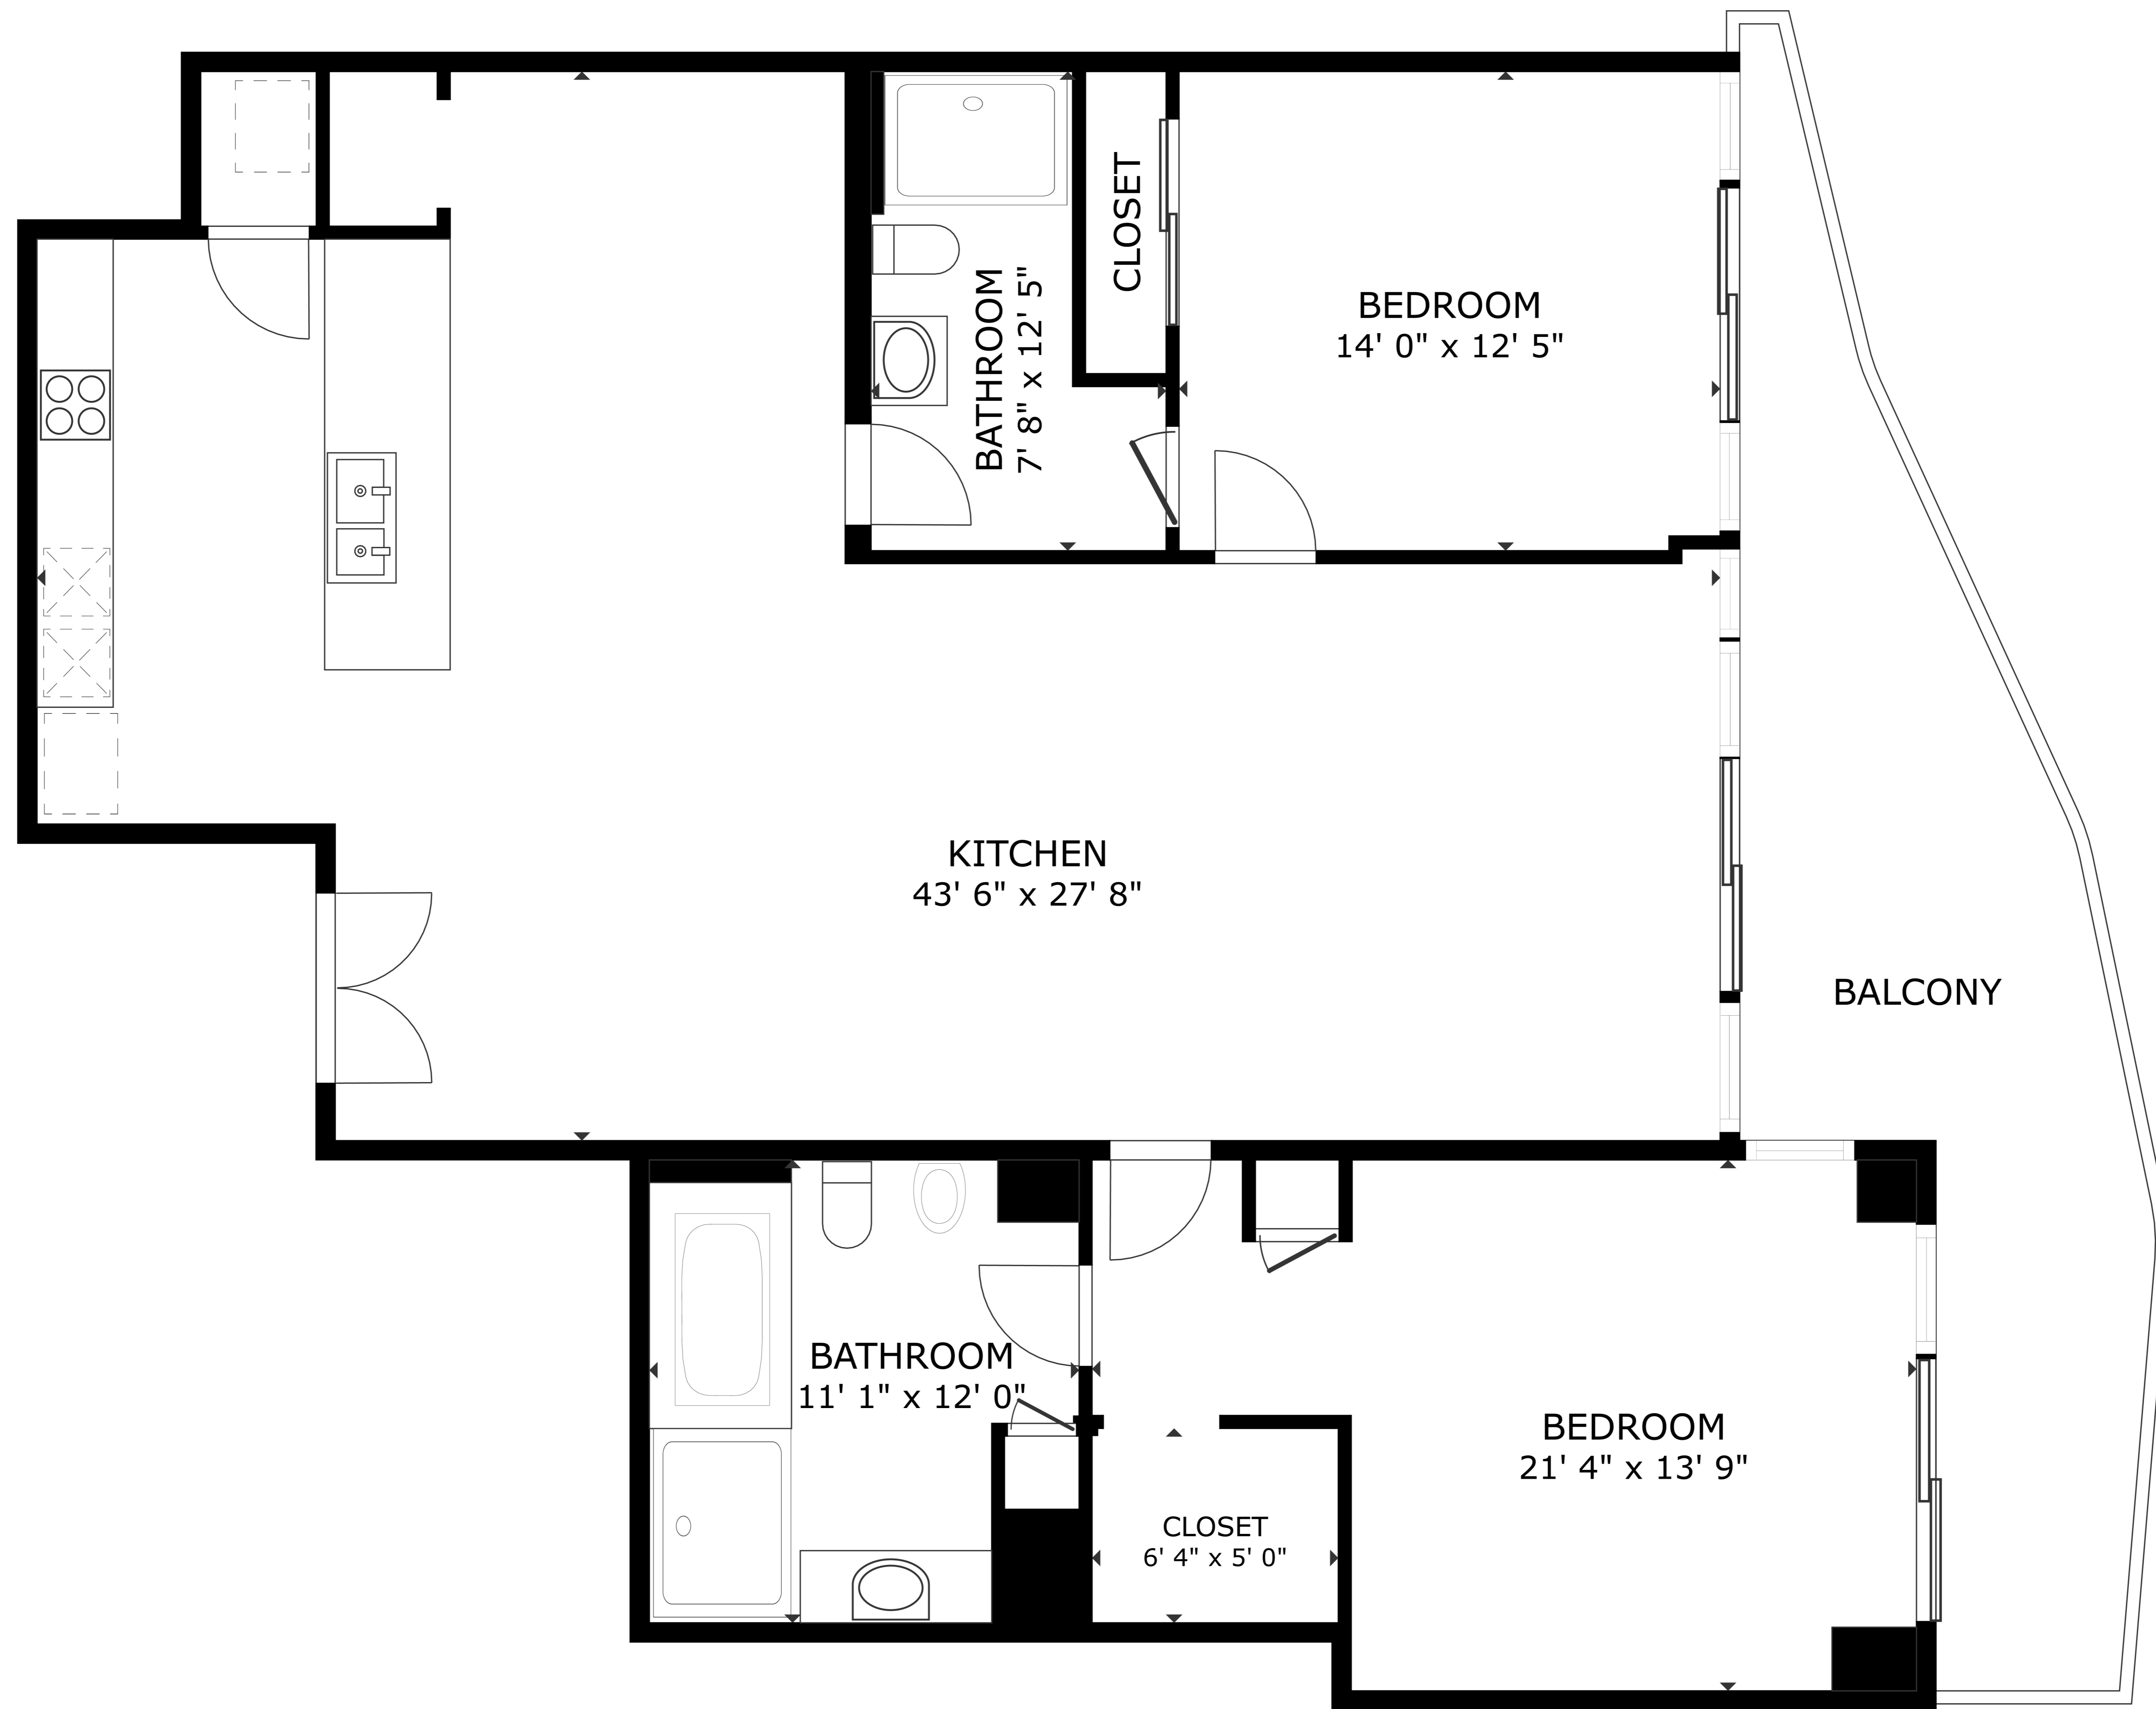 CLOSET
BATHROOM
7' 8" x 12' 5"
BEDROOM
14' 0" x 12' 5"
KITCHEN
43' 6" x 27' 8"
BALCONY
BATHROOM
11' 1" x 12' 0"
BEDROOM
21' 4" x 13' 9"
CLOSET
6' 4" x 5' 0"